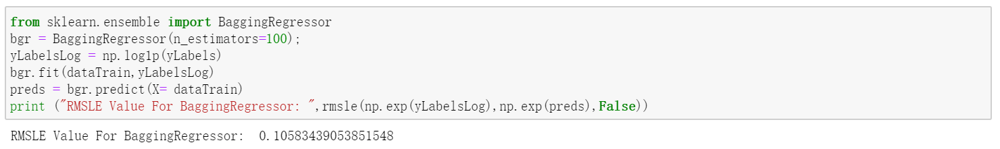 from sklearn.ensemble import BaggingRegressor
bgr = BaggingRegressor(n_estimators=100);
yLabelsLog = np.log1p(yLabels)
bgr.fit(dataTrain,yLabelsLog)
preds = bgr.predict(X= dataTrain)
print ("RMSLE Value For BaggingRegressor: ",rmsle(np.exp(yLabelsLog),np.exp(preds),False))
RMSLE Value For BaggingRegressor:  0.10583439053851548